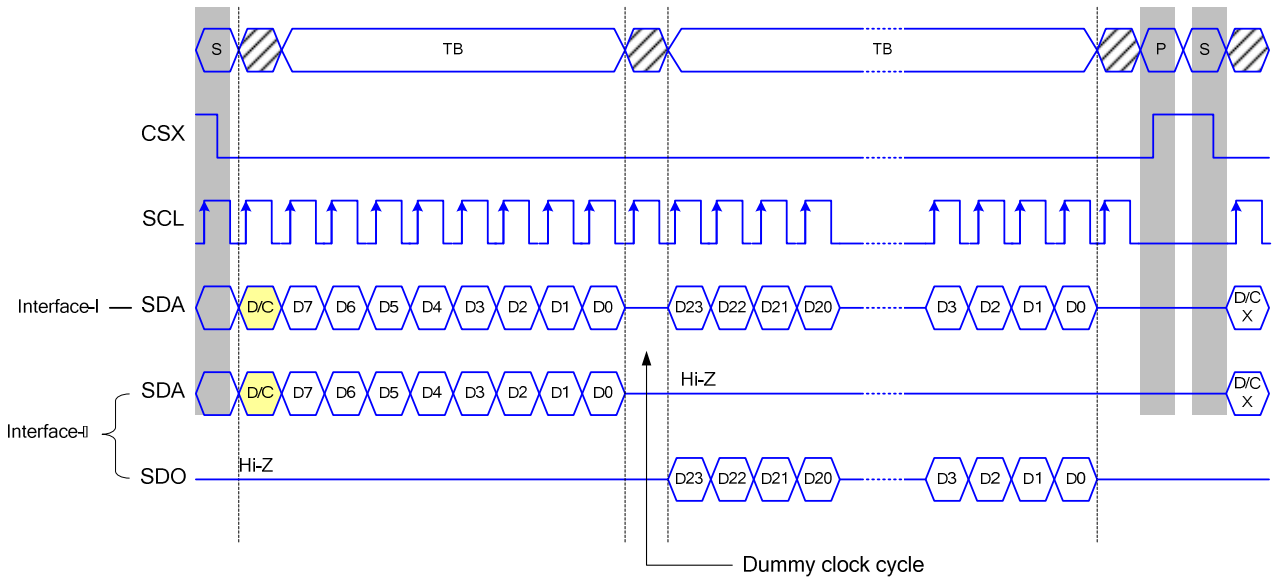 S TB TB P S
CSX
SCL
Interface-I SDA D/C D7 D6 D5 D4 D3 D2 D1 D0 D23 D22 D21 D20 D3 D2 D1 D0 D/C X
SDA D/C D7 D6 D5 D4 D3 D2 D1 D0 Hi-Z D/C X
Interface-▯
SDO Hi-Z D23 D22 D21 D20 D3 D2 D1 D0
Dummy clock cycle